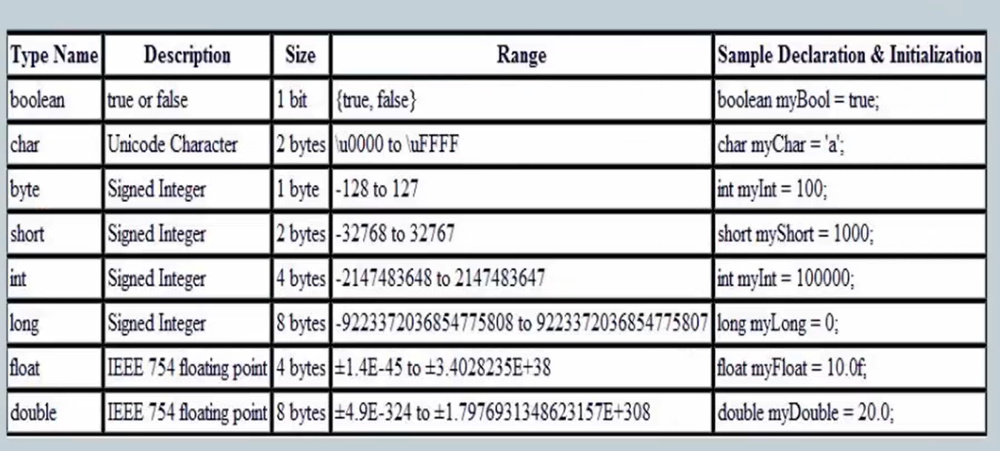 Type Name Description Size Range Sample Declaration & Initialization
boolean true or false 1 bit {true, false} boolean myBool = true;
char Unicode Character 2 bytes \u0000 to \uFFFF char myChar = 'a';
byte Signed Integer 1 byte -128 to 127 int myInt = 100;
short Signed Integer 2 bytes -32768 to 32767 short myShort = 1000;
int Signed Integer 4 bytes -2147483648 to 2147483647 int myInt = 100000;
long Signed Integer 8 bytes -9223372036854775808 to 9223372036854775807 long myLong = 0;
float IEEE 754 floating point 4 bytes ±1.4E-45 to ±3.4028235E+38 float myFloat = 10.0f;
double IEEE 754 floating point 8 bytes ±4.9E-324 to ±1.7976931348623157E+308 double myDouble = 20.0;